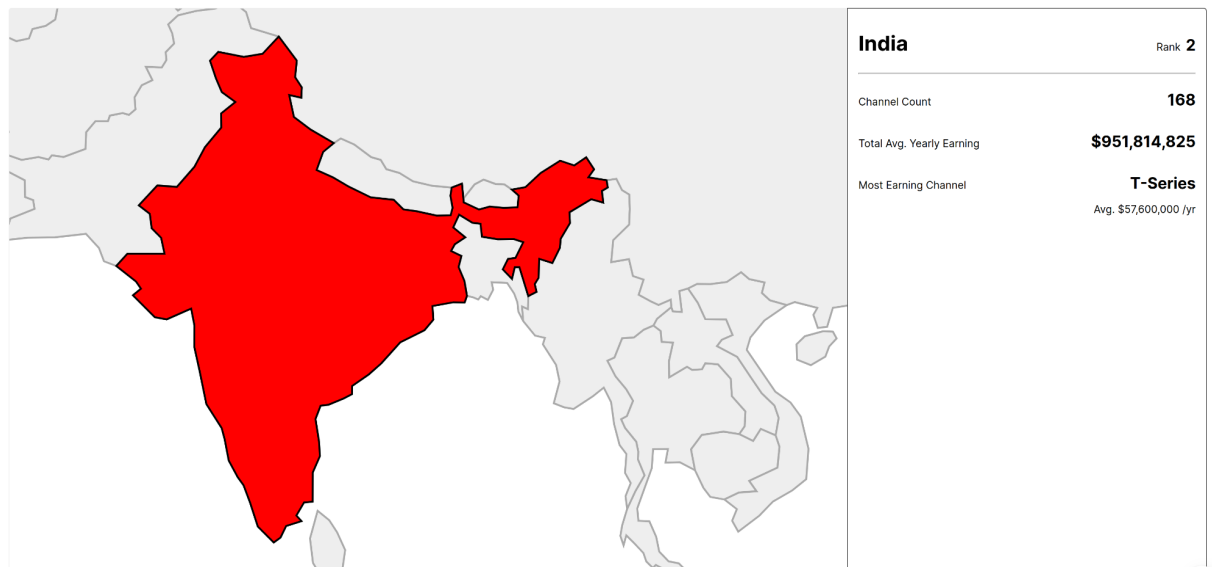 India
Rank 2
Channel Count
168
Total Avg. Yearly Earning
$951,814,825
Most Earning Channel
T-Series
Avg. $57,600,000 /yr